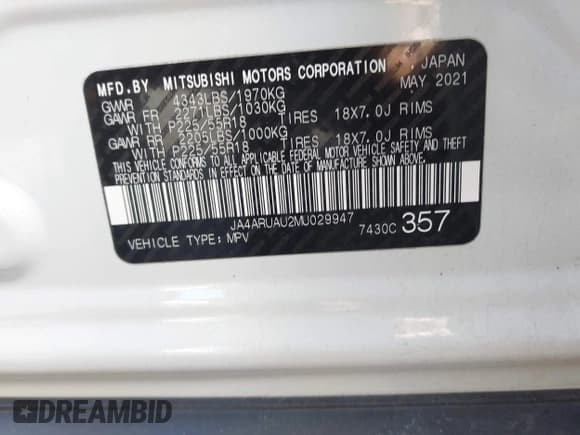 MFD.BY MITSUBISHI MOTORS CORPORATION JAPAN
GVWR 4343LBS/1970KG MAY 2021
GAWR FR 2271LBS/1030KG
WITH P225/55R18 TIRES 18X7.0J RIMS
GAWR RR LBS/1000KG
WITH P225/55R18 TIRES 18X7.0J RIMS
THIS VEHICLE CONFORMS TO ALL APPLICABLE FEDERAL MOTOR VEHICLE SAFETY AND THEFT
PREVENTION STANDARDS IN EFFECT ON THE DATE OF MANUFACTURE SHOWN ABOVE.
JA4ARUAU2MU029947
VEHICLE TYPE: MPV 7430C 357
DREAMBID